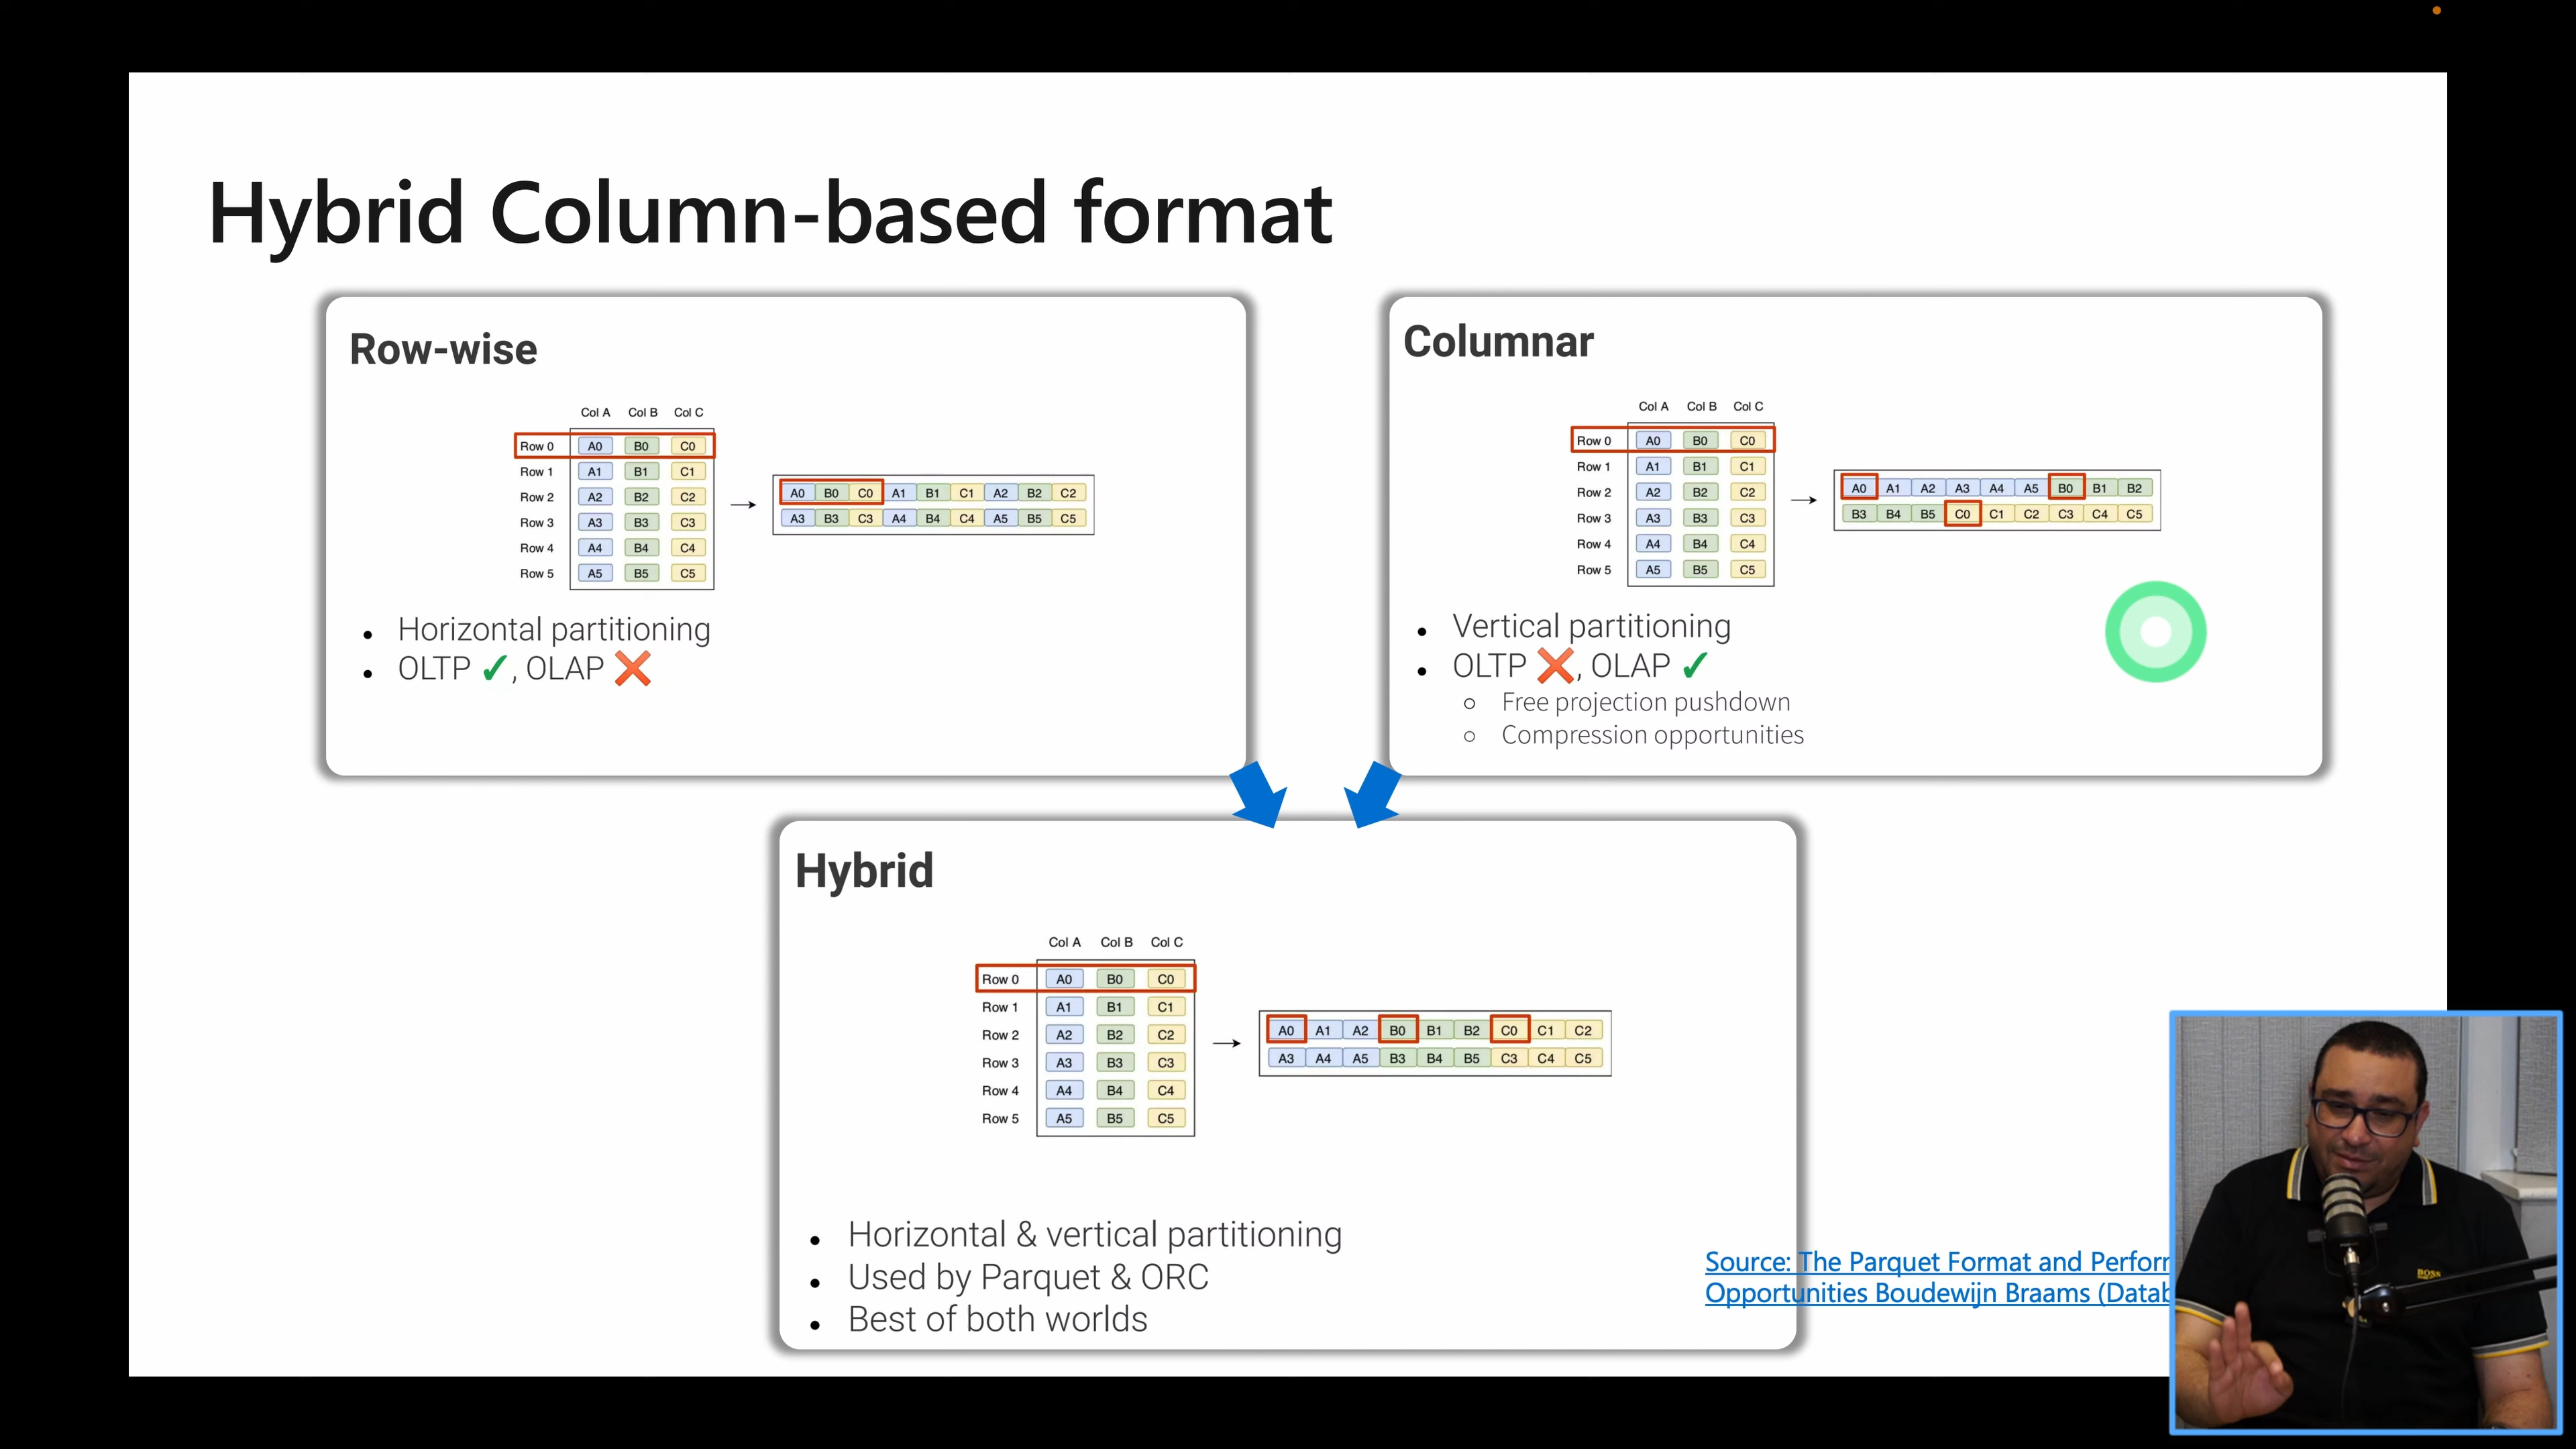 Hybrid Column-based format
Row-wise
Col A Col B Col C
Row 0 A0 B0 C0
Row 1 A1 B1 C1
Row 2 A2 B2 C2
Row 3 A3 B3 C3
Row 4 A4 B4 C4
Row 5 A5 B5 C5
A0 B0 C0 A1 B1 C1 A2 B2 C2
A3 B3 C3 A4 B4 C4 A5 B5 C5
• Horizontal partitioning
• OLTP ✓, OLAP ❌
Columnar
Col A Col B Col C
Row 0 A0 B0 C0
Row 1 A1 B1 C1
Row 2 A2 B2 C2
Row 3 A3 B3 C3
Row 4 A4 B4 C4
Row 5 A5 B5 C5
A0 A1 A2 A3 A4 A5 B0 B1 B2
B3 B4 B5 C0 C1 C2 C3 C4 C5
• Vertical partitioning
• OLTP ❌, OLAP ✓
○ Free projection pushdown
○ Compression opportunities
Hybrid
Col A Col B Col C
Row 0 A0 B0 C0
Row 1 A1 B1 C1
Row 2 A2 B2 C2
Row 3 A3 B3 C3
Row 4 A4 B4 C4
Row 5 A5 B5 C5
A0 A1 A2 B0 B1 B2 C0 C1 C2
A3 A4 A5 B3 B4 B5 C3 C4 C5
• Horizontal & vertical partitioning
• Used by Parquet & ORC
• Best of both worlds
Source: The Parquet Format and Perfor
Opportunities Boudewijn Braams (Datab
BOSS